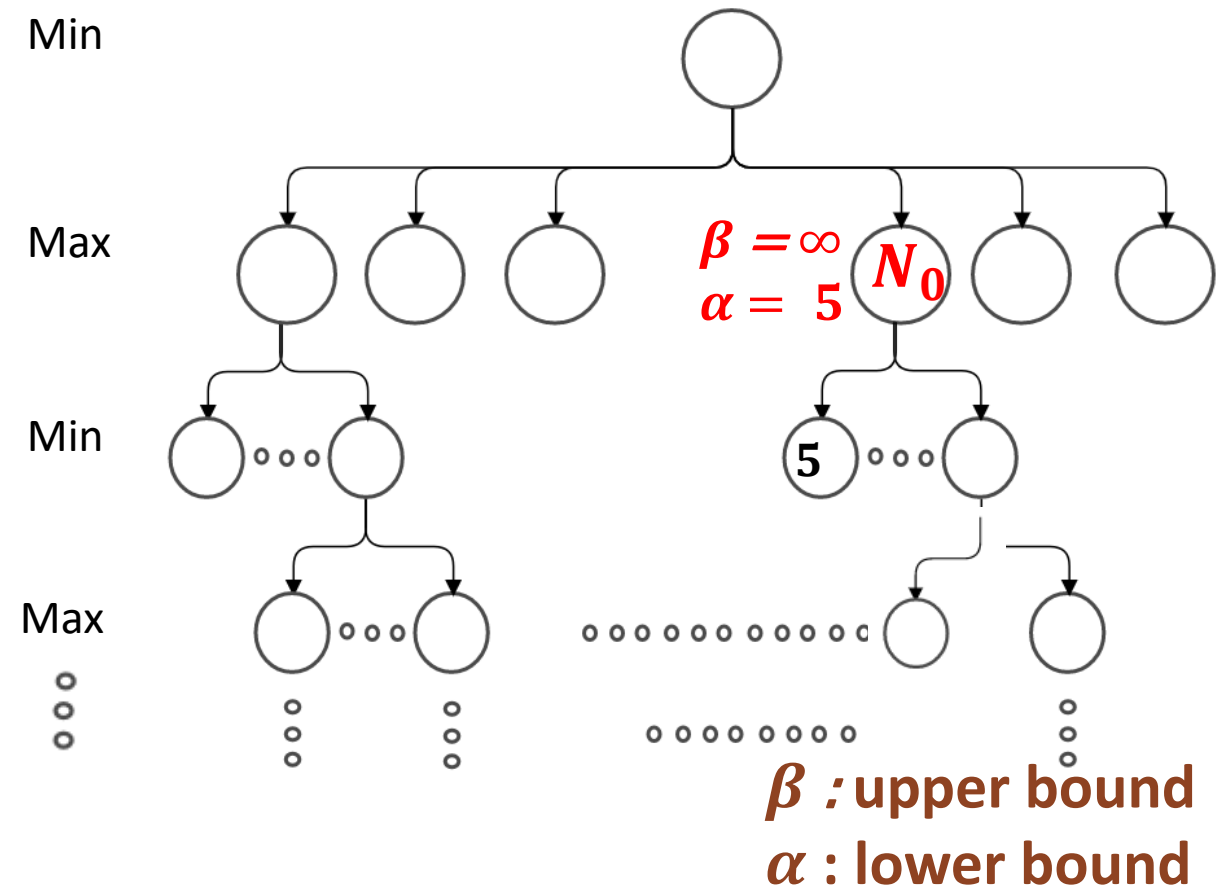 Min
Max
β = ∞
α = 5
N₀
Min
5
Max
β : upper bound
α : lower bound